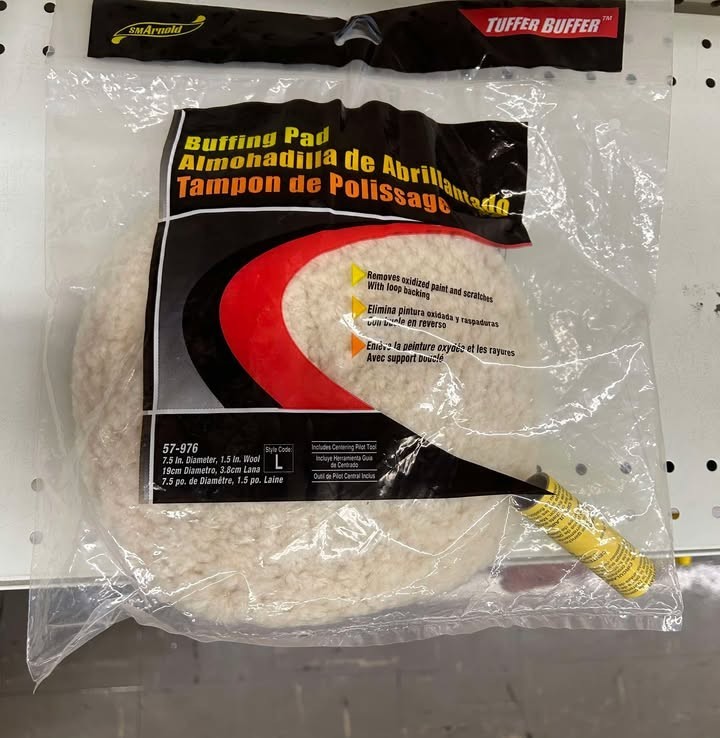 SMArnold
TUFFER BUFFER™
Buffing Pad
Almohadilla de Abrillantado
Tampon de Polissage
Removes oxidized paint and scratches
With loop backing
Elimina pintura oxidada y raspaduras
Con bucle en reverso
Enlève la peinture oxydée et les rayures
Avec support bouclé
57-976
7.5 In. Diameter, 1.5 in. Wool
19cm Diametro, 3.8cm Lana
7.5 po. de Diamêtre, 1.5 po. Laine
Style Code:
L
Includes Centering Pilot Tool
Incluye Herramienta Guia
de Centrado
Outil de Pilot Central Inclus